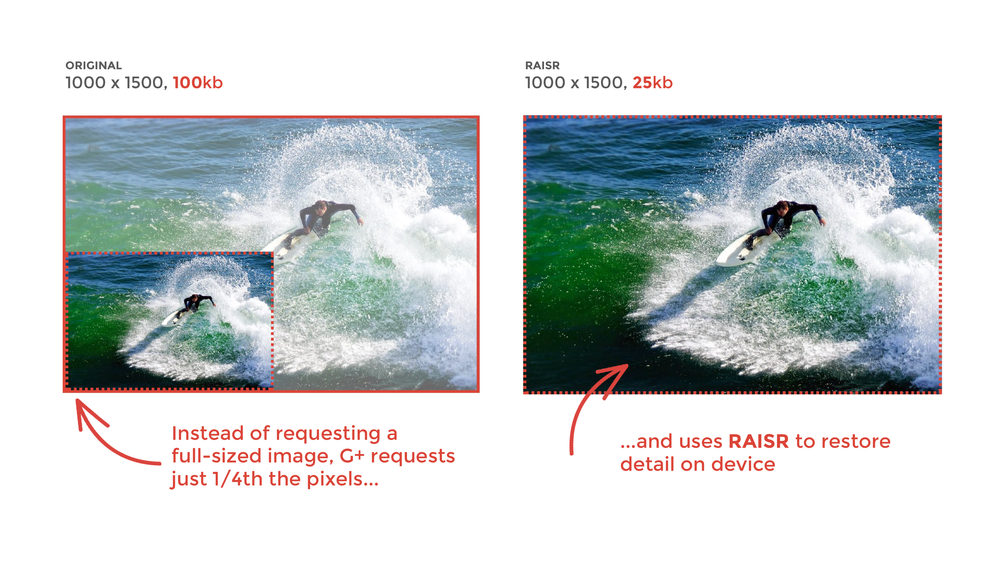 ORIGINAL
1000 x 1500, 100kb
RAISR
1000 x 1500, 25kb
Instead of requesting a
full-sized image, G+ requests
just 1/4th the pixels...
...and uses RAISR to restore
detail on device